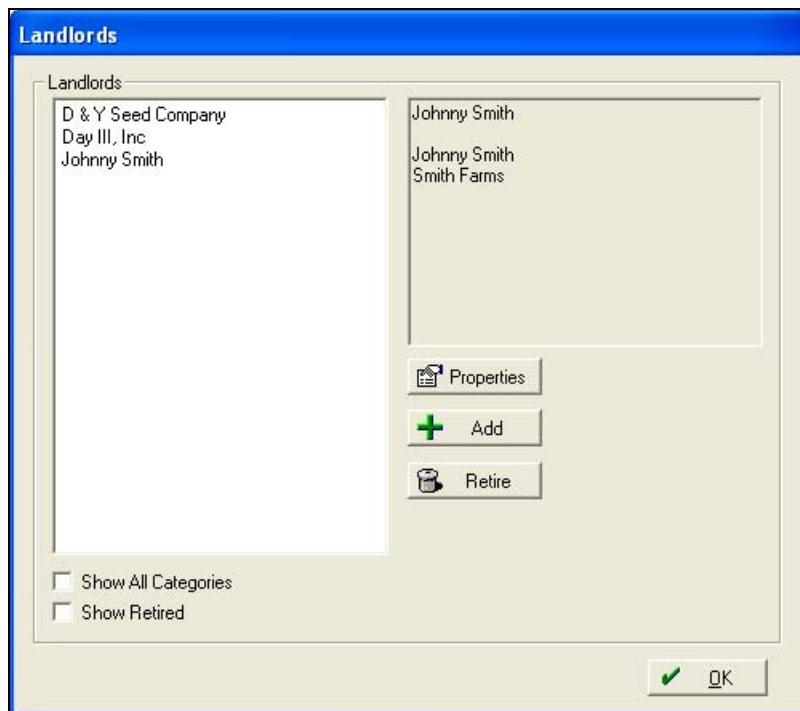 Landlords
Landlords
D & Y Seed Company
Day III, Inc
Johnny Smith
Johnny Smith
Johnny Smith
Smith Farms
Properties
Add
Retire
Show All Categories
Show Retired
OK